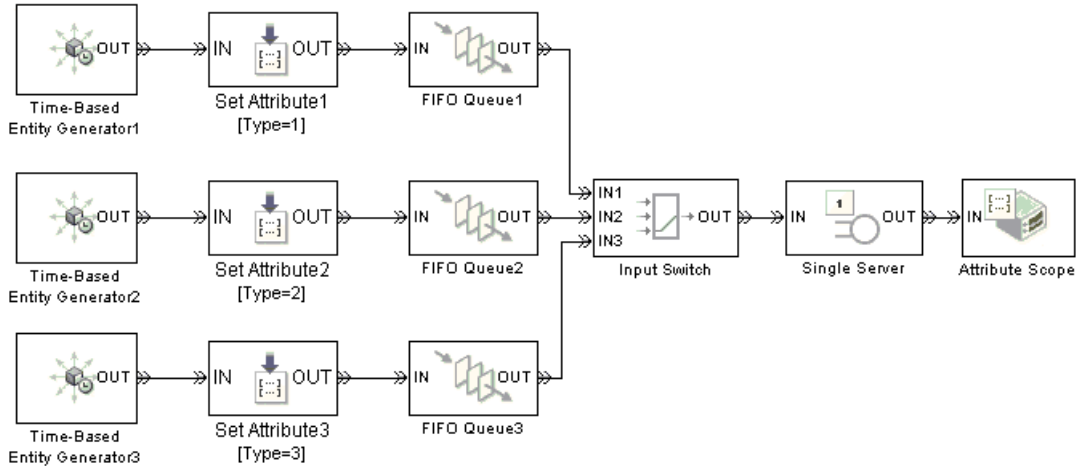 OUT
Time-Based
Entity Generator1
IN [...] OUT
Set Attribute1
[Type=1]
IN OUT
FIFO Queue1
OUT
Time-Based
Entity Generator2
IN [...] OUT
Set Attribute2
[Type=2]
IN OUT
FIFO Queue2
IN1
IN2
IN3
OUT
Input Switch
IN 1 OUT
Single Server
IN [...]
Attribute Scope
OUT
Time-Based
Entity Generator3
IN [...] OUT
Set Attribute3
[Type=3]
IN OUT
FIFO Queue3